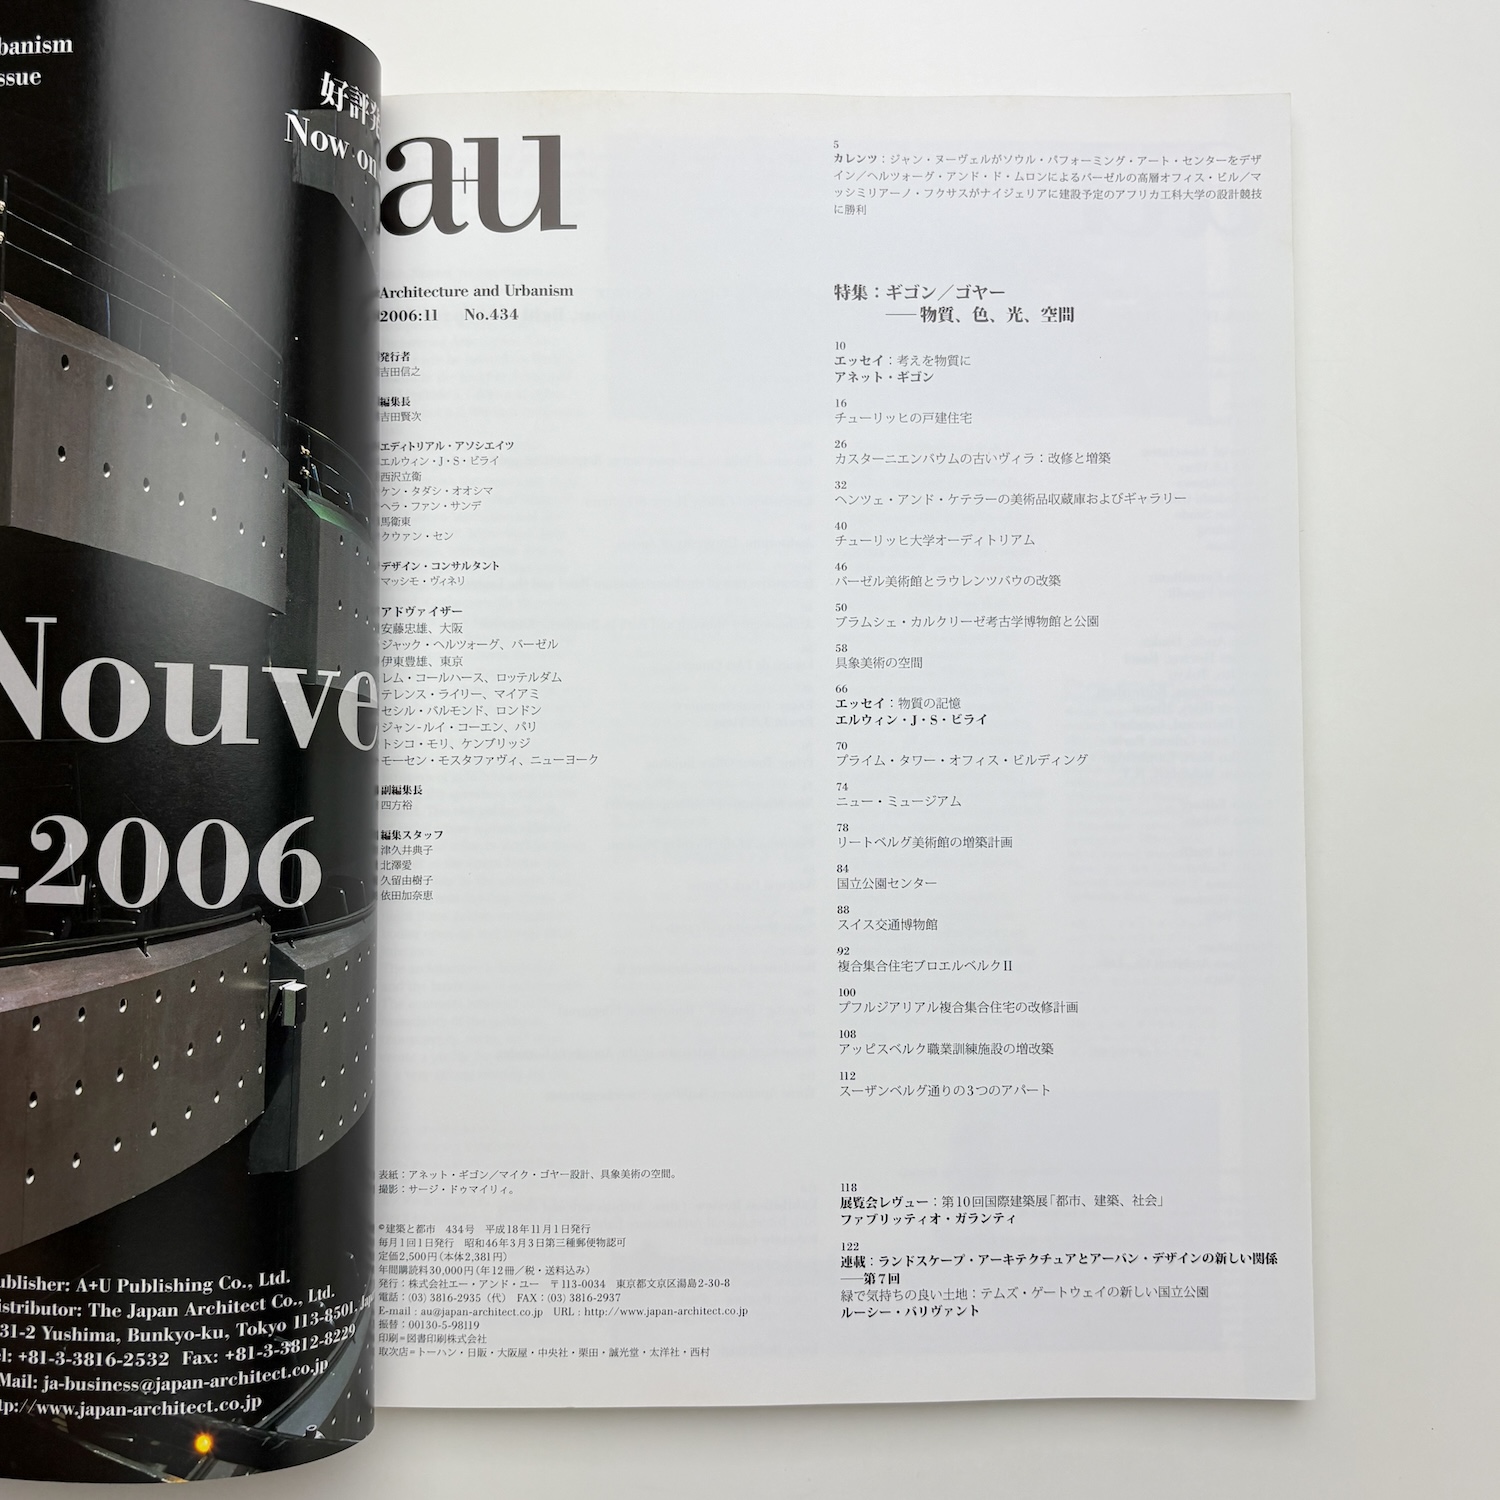 banism
ssue
好評発
Now on
Nouve
-2006
ublisher: A+U Publishing Co., Ltd.
istributor: The Japan Architect Co., Ltd.
31-2 Yushima, Bunkyo-ku, Tokyo 113-8501, Japa
el: +81-3-3816-2532 Fax: +81-3-3812-8229
Mail: ja-business@japan-architect.co.jp
tp://www.japan-architect.co.jp
a+u
Architecture and Urbanism
2006:11 No.434
発行者
吉田信之
編集長
吉田賢次
エディトリアル・アソシエイツ
エルウィン・J・S・ビライ
西沢立衛
ケン・タダシ・オオシマ
ヘラ・ファン・サンデ
馬衛東
クウァン・セン
デザイン・コンサルタント
マッシモ・ヴィネリ
アドヴァイザー
安藤忠雄、大阪
ジャック・ヘルツォーグ、バーゼル
伊東豊雄、東京
レム・コールハース、ロッテルダム
テレンス・ライリー、マイアミ
セシル・バルモンド、ロンドン
ジャン-ルイ・コーエン、パリ
トシコ・モリ、ケンブリッジ
モーセン・モスタファヴィ、ニューヨーク
副編集長
四方裕
編集スタッフ
津久井典子
北澤愛
久留由樹子
依田加奈恵
表紙：アネット・ギゴン／マイク・ゴヤー設計、具象美術の空間。
撮影：サージ・ドゥマイリィ。
©建築と都市 434号 平成18年11月1日発行
毎月1回1日発行 昭和46年3月3日第三種郵便物認可
定価2,500円（本体2,381円）
年間購読料30,000円（年12冊／税・送料込み）
発行：株式会社エー・アンド・ユー 〒113-0034 東京都文京区湯島2-30-8
電話：(03) 3816-2935（代） FAX：(03) 3816-2937
E-mail : au@japan-architect.co.jp URL : http://www.japan-architect.co.jp
振替：00130-5-98119
印刷＝図書印刷株式会社
取次店＝トーハン・日販・大阪屋・中央社・栗田・誠光堂・太洋社・西村
5
カレンツ：ジャン・ヌーヴェルがソウル・パフォーミング・アート・センターをデザ
イン／ヘルツォーグ・アンド・ド・ムロンによるバーゼルの高層オフィス・ビル／マ
ッシミリアーノ・フクサスがナイジェリアに建設予定のアフリカ工科大学の設計競技
に勝利
特集：ギゴン／ゴヤー
——物質、色、光、空間
10
エッセイ：考えを物質に
アネット・ギゴン
16
チューリッヒの戸建住宅
26
カスターニエンバウムの古いヴィラ：改修と増築
32
ヘンツェ・アンド・ケテラーの美術品収蔵庫およびギャラリー
40
チューリッヒ大学オーディトリアム
46
バーゼル美術館とラウレンツバウの改築
50
ブラムシェ・カルクリーゼ考古学博物館と公園
58
具象美術の空間
66
エッセイ：物質の記憶
エルウィン・J・S・ビライ
70
プライム・タワー・オフィス・ビルディング
74
ニュー・ミュージアム
78
リートベルグ美術館の増築計画
84
国立公園センター
88
スイス交通博物館
92
複合集合住宅ブロエルベルクII
100
プフルジアリアル複合集合住宅の改修計画
108
アッピスベルク職業訓練施設の増改築
112
スーザンベルグ通りの3つのアパート
118
展覧会レヴュー：第10回国際建築展「都市、建築、社会」
ファブリッティオ・ガランティ
122
連載：ランドスケープ・アーキテクチュアとアーバン・デザインの新しい関係
——第7回
緑で気持ちの良い土地：テムズ・ゲートウェイの新しい国立公園
ルーシー・バリヴァント